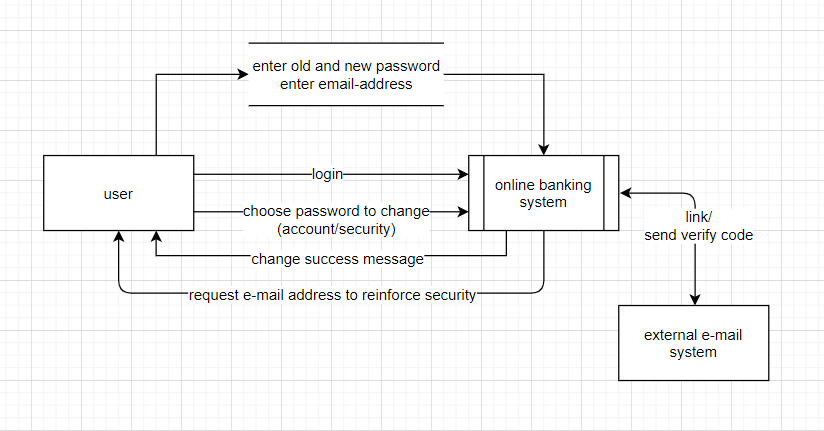 enter old and new password
enter email-address
user
login
online banking
system
choose password to change
(account/security)
link/
send verify code
change success message
request e-mail address to reinforce security
external e-mail
system